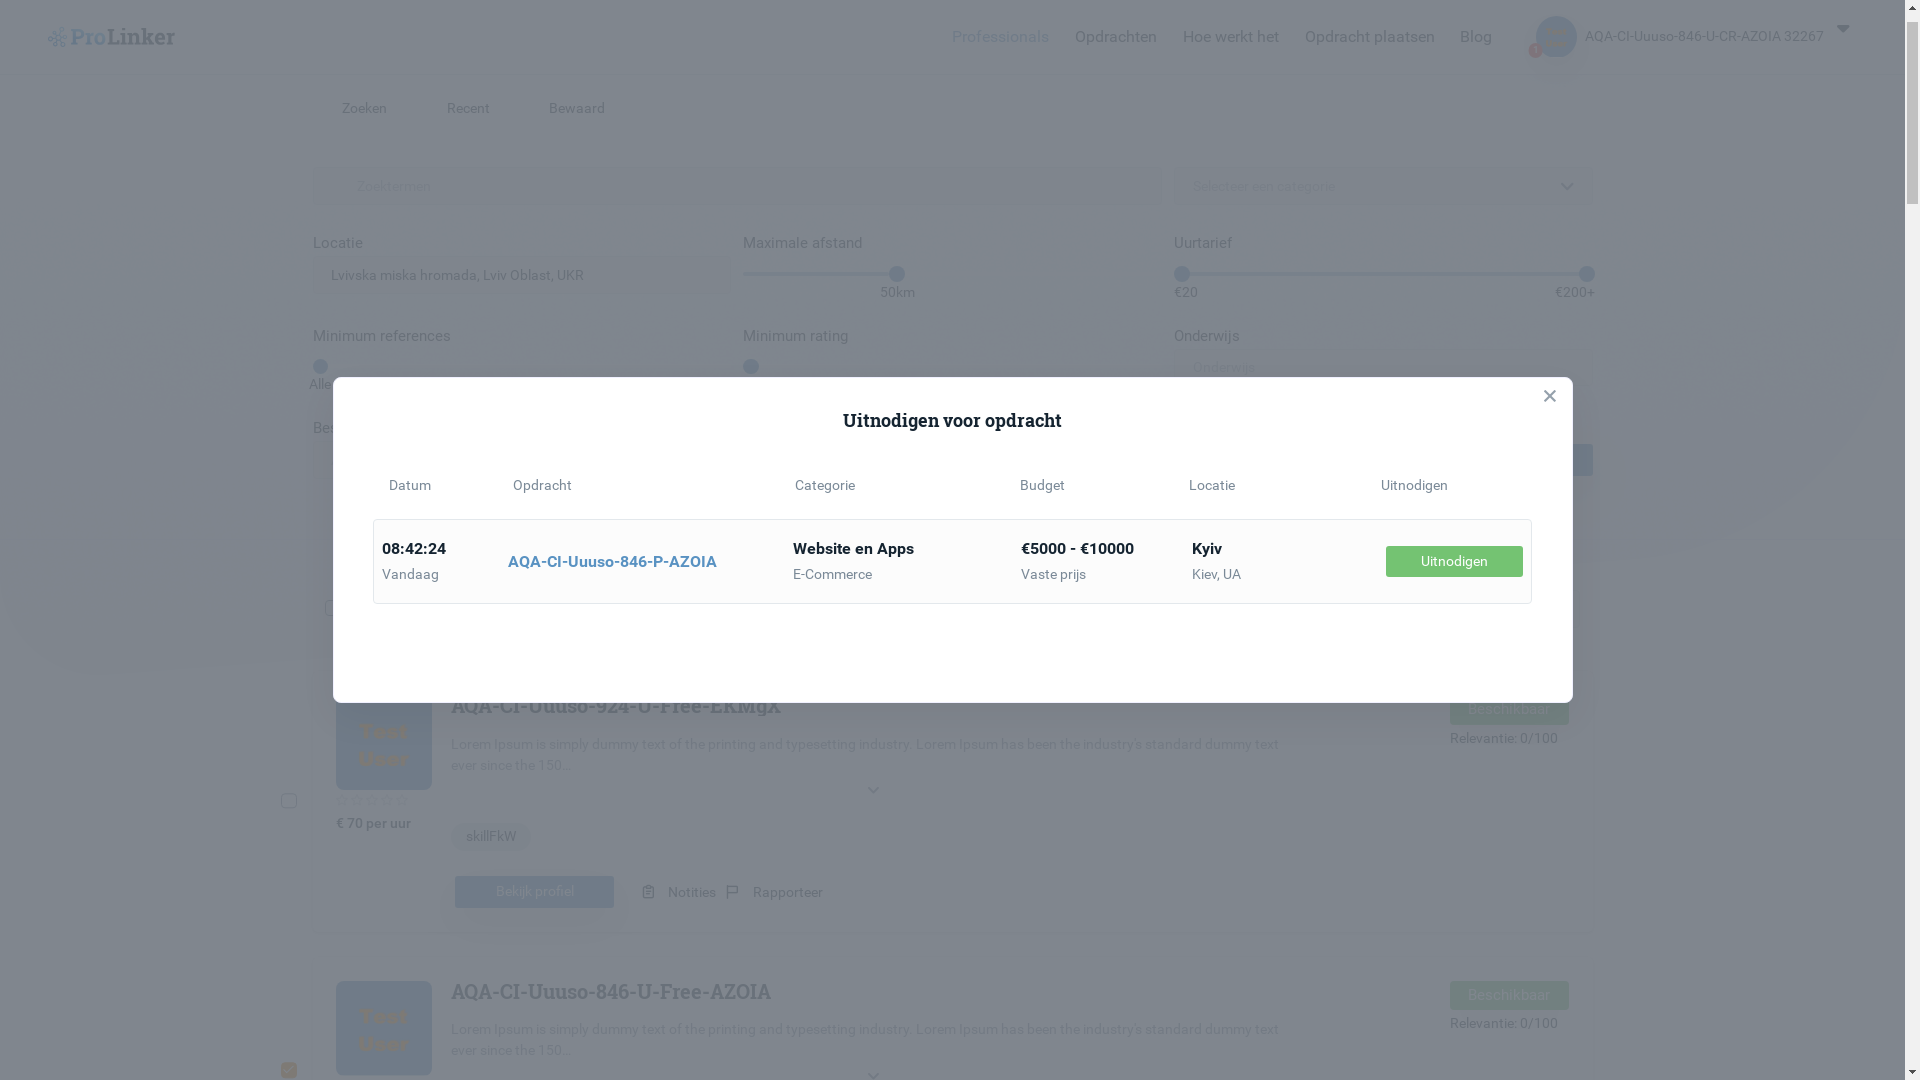 ProLinker
Professionals Opdrachten Hoe werkt het Opdracht plaatsen Blog AQA-CI-Uuuso-846-U-CR-AZOIA 32267
Zoeken Recent Bewaard
Zoektermen Selecteer een categorie
Locatie Maximale afstand Uurtarief
Lvivska miska hromada, Lviv Oblast, UKR
50km €20 €200+
Minimum references Minimum rating Onderwijs
Onderwijs
Alle
Uitnodigen voor opdracht
Datum Opdracht Categorie Budget Locatie Uitnodigen
08:42:24 Website en Apps €5000 - €10000 Kyiv
AQA-CI-Uuuso-846-P-AZOIA Uitnodigen
Vandaag E-Commerce Vaste prijs Kiev, UA
AQA-CI-Uuuso-924-U-Free-EKMgX Beschikbaar
Test
User
Lorem Ipsum is simply dummy text of the printing and typesetting industry. Lorem Ipsum has been the industry's standard dummy text
ever since the 150...
Relevantie: 0/100
€ 70 per uur
skillFkW
Bekijk profiel Notities Rapporteer
AQA-CI-Uuuso-846-U-Free-AZOIA Beschikbaar
Test
User
Lorem Ipsum is simply dummy text of the printing and typesetting industry. Lorem Ipsum has been the industry's standard dummy text
ever since the 150...
Relevantie: 0/100